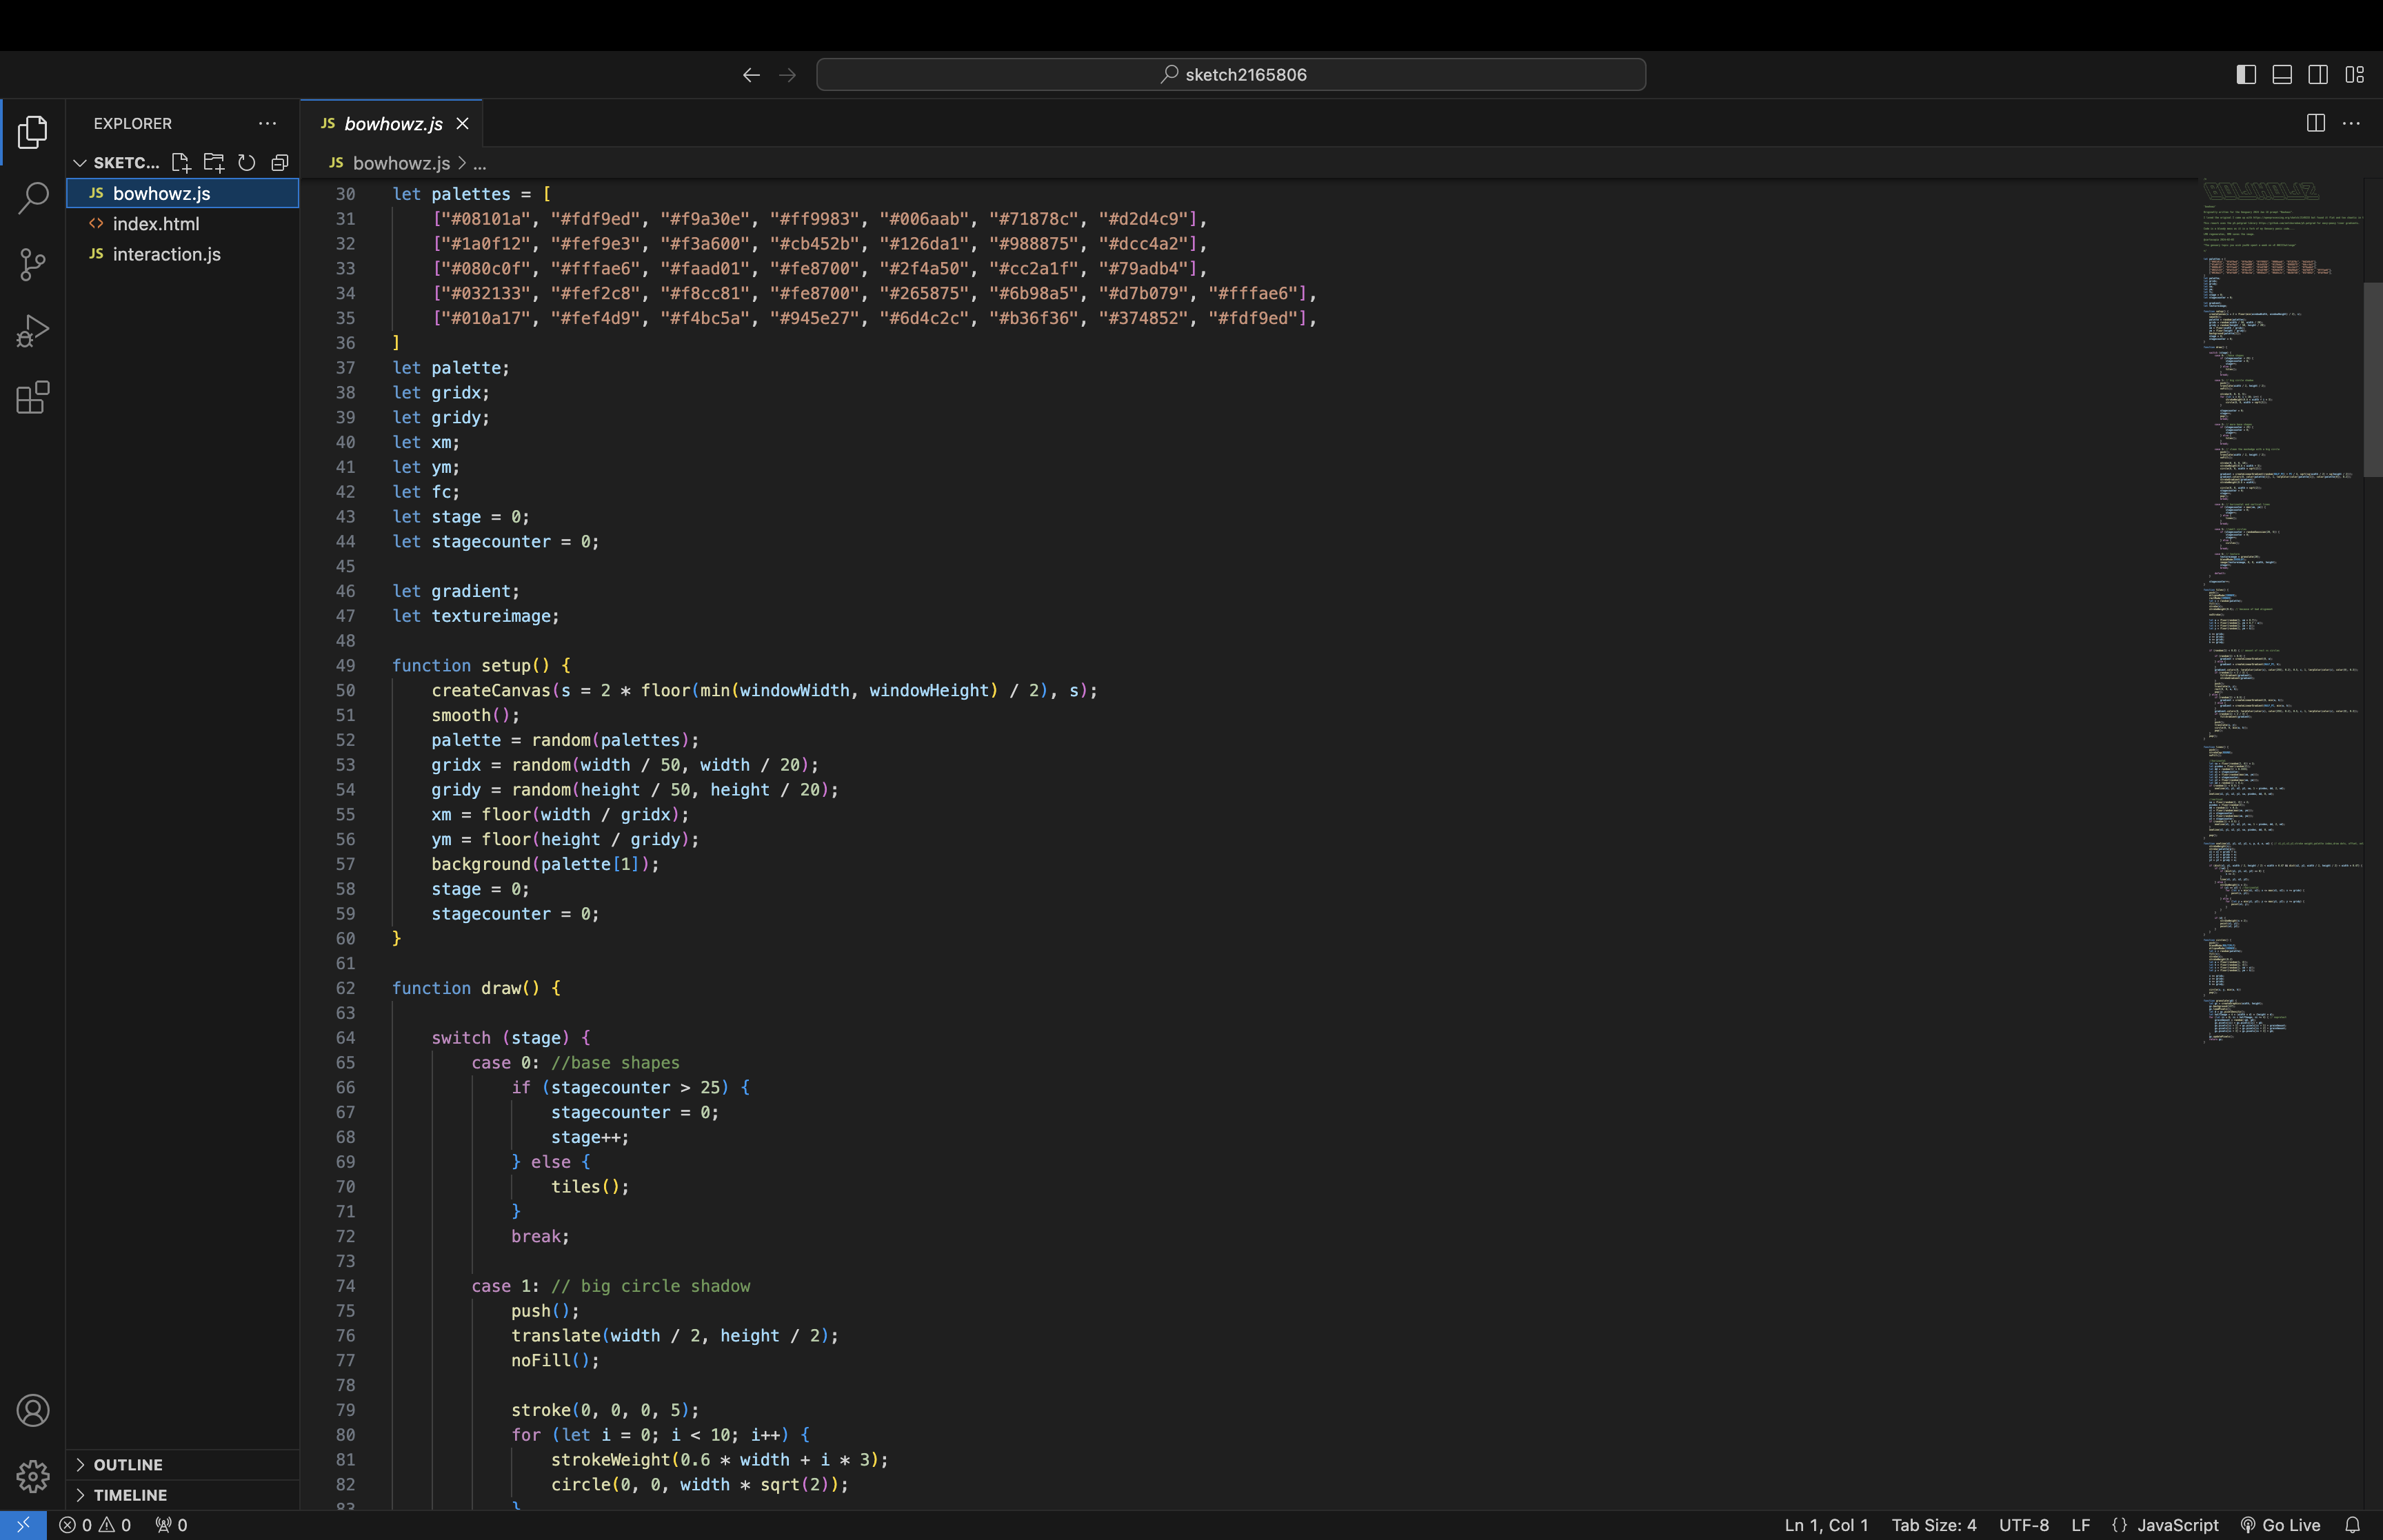 sketch2165806
EXPLORER
SKETC...
JS bowhowz.js
<> index.html
JS interaction.js
OUTLINE
TIMELINE
JS bowhowz.js
JS bowhowz.js > ...
30 let palettes = [
31 ["#08101a", "#fdf9ed", "#f9a30e", "#ff9983", "#006aab", "#71878c", "#d2d4c9"],
32 ["#1a0f12", "#fef9e3", "#f3a600", "#cb452b", "#126da1", "#988875", "#dcc4a2"],
33 ["#080c0f", "#fffae6", "#faad01", "#fe8700", "#2f4a50", "#cc2a1f", "#79adb4"],
34 ["#032133", "#fef2c8", "#f8cc81", "#fe8700", "#265875", "#6b98a5", "#d7b079", "#fffae6"],
35 ["#010a17", "#fef4d9", "#f4bc5a", "#945e27", "#6d4c2c", "#b36f36", "#374852", "#fdf9ed"],
36 ]
37 let palette;
38 let gridx;
39 let gridy;
40 let xm;
41 let ym;
42 let fc;
43 let stage = 0;
44 let stagecounter = 0;
45
46 let gradient;
47 let textureimage;
48
49 function setup() {
50 createCanvas(s = 2 * floor(min(windowWidth, windowHeight) / 2), s);
51 smooth();
52 palette = random(palettes);
53 gridx = random(width / 50, width / 20);
54 gridy = random(height / 50, height / 20);
55 xm = floor(width / gridx);
56 ym = floor(height / gridy);
57 background(palette[1]);
58 stage = 0;
59 stagecounter = 0;
60 }
61
62 function draw() {
63
64 switch (stage) {
65 case 0: //base shapes
66 if (stagecounter > 25) {
67 stagecounter = 0;
68 stage++;
69 } else {
70 tiles();
71 }
72 break;
73
74 case 1: // big circle shadow
75 push();
76 translate(width / 2, height / 2);
77 noFill();
78
79 stroke(0, 0, 0, 5);
80 for (let i = 0; i < 10; i++) {
81 strokeWeight(0.6 * width + i * 3);
82 circle(0, 0, width * sqrt(2));
83 }
0 0 0
Ln 1, Col 1 Tab Size: 4 UTF-8 LF {} JavaScript Go Live